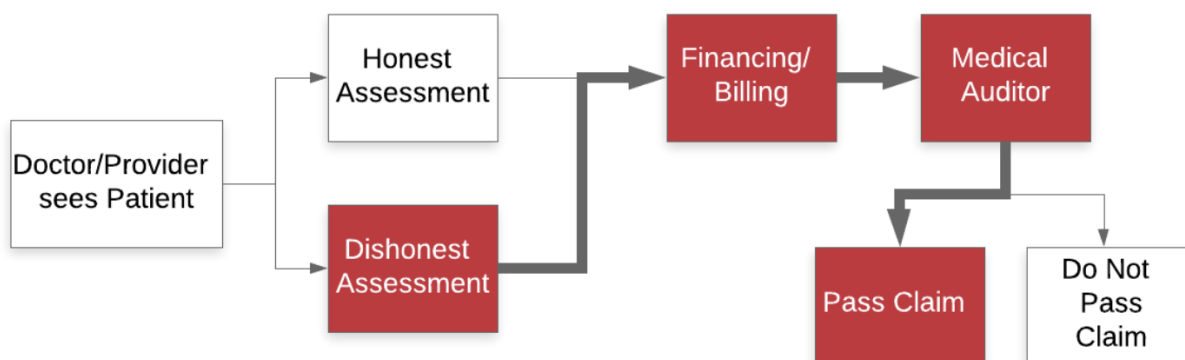 Honest
Assessment
Financing/
Billing
Medical
Auditor
Doctor/Provider
sees Patient
Dishonest
Assessment
Pass Claim
Do Not
Pass
Claim